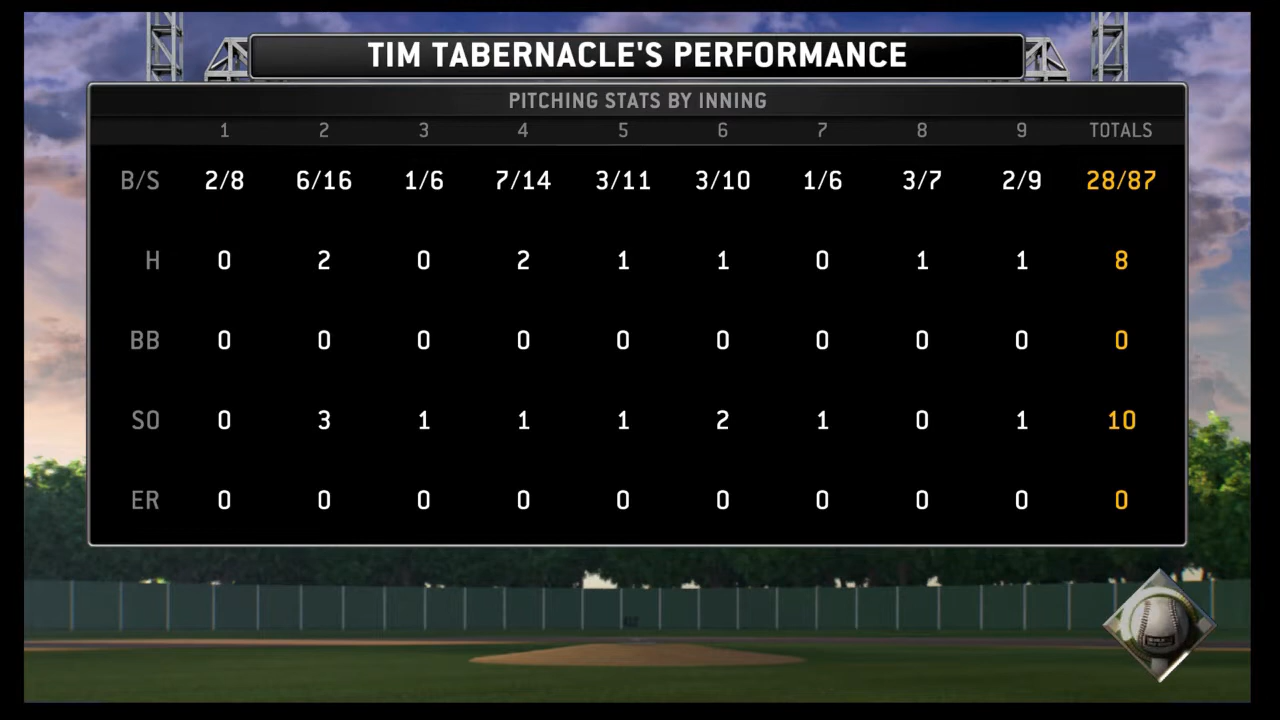 TIM TABERNACLE'S PERFORMANCE
PITCHING STATS BY INNING
1 2 3 4 5 6 7 8 9 TOTALS
B/S 2/8 6/16 1/6 7/14 3/11 3/10 1/6 3/7 2/9 28/87
H 0 2 0 2 1 1 0 1 1 8
BB 0 0 0 0 0 0 0 0 0 0
SO 0 3 1 1 1 2 1 0 1 10
ER 0 0 0 0 0 0 0 0 0 0